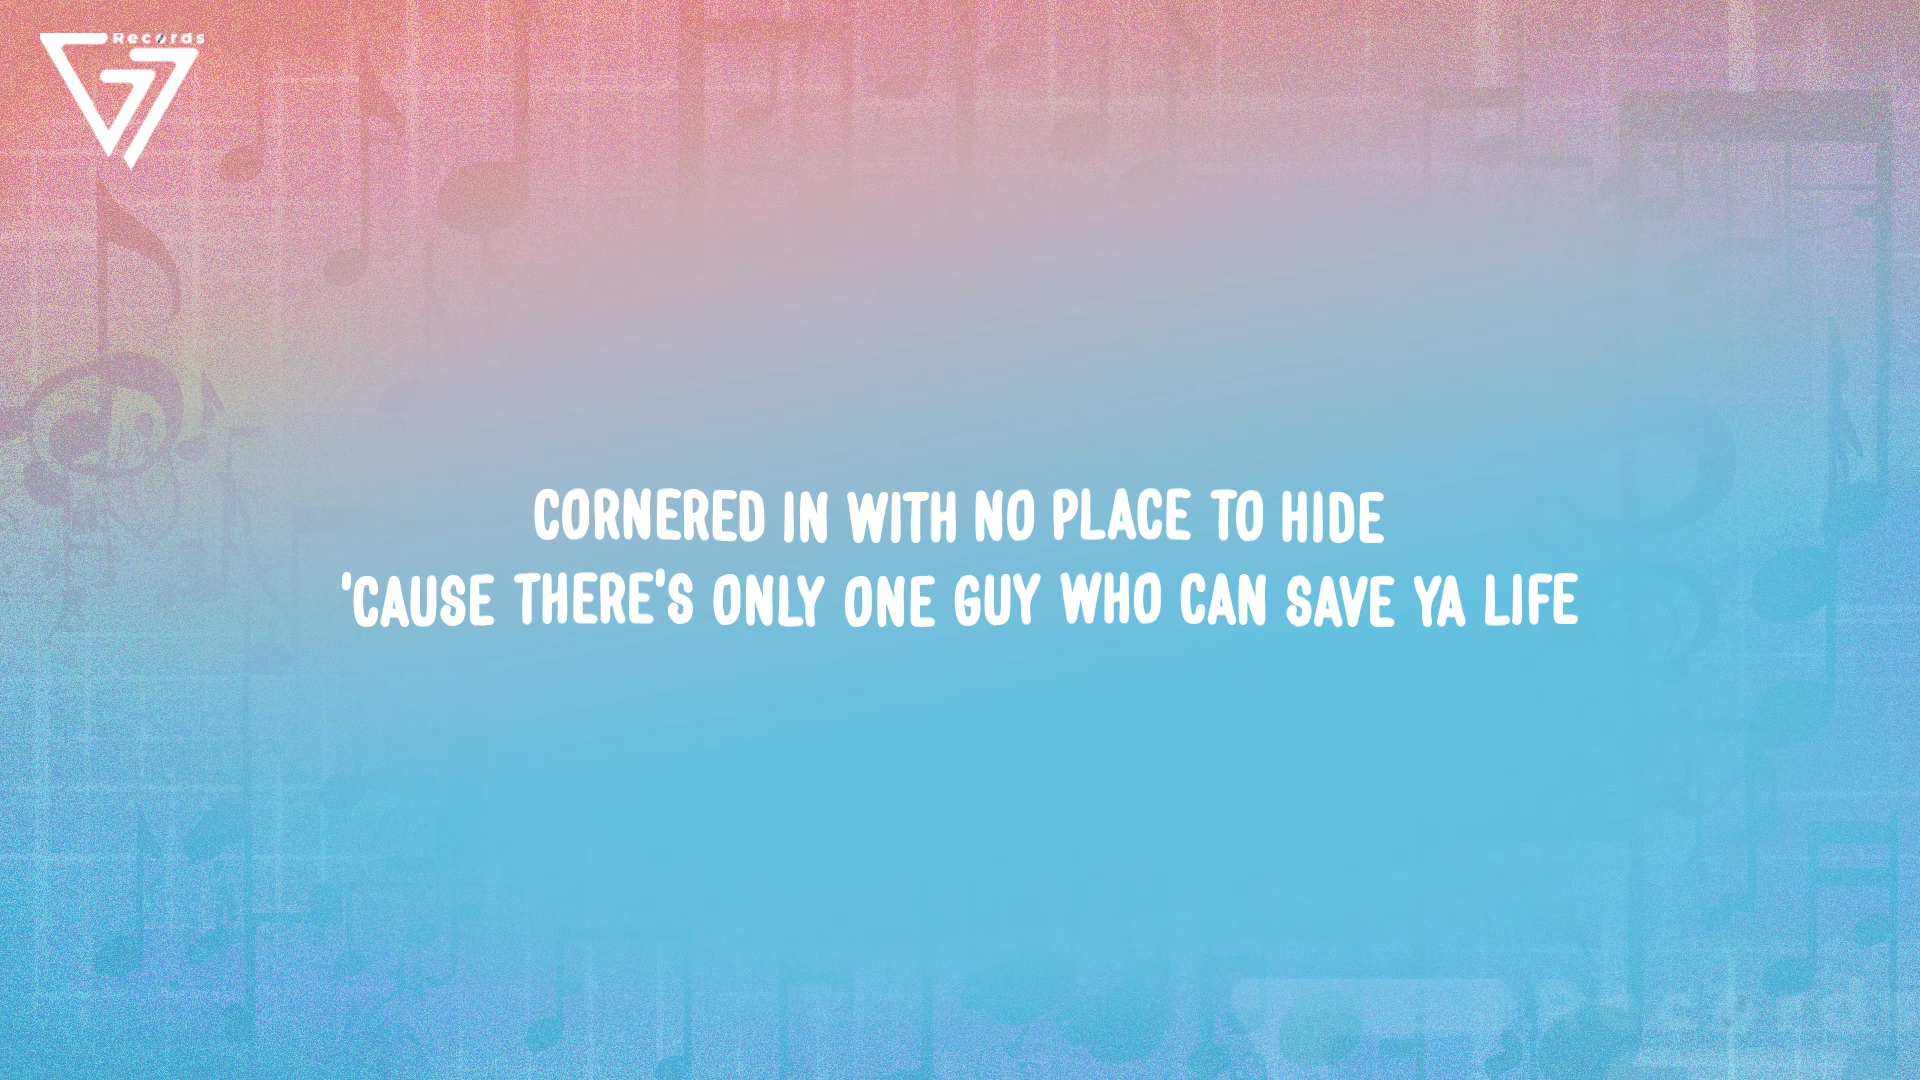 Records
CORNERED IN WITH NO PLACE TO HIDE
'CAUSE THERE'S ONLY ONE GUY WHO CAN SAVE YA LIFE